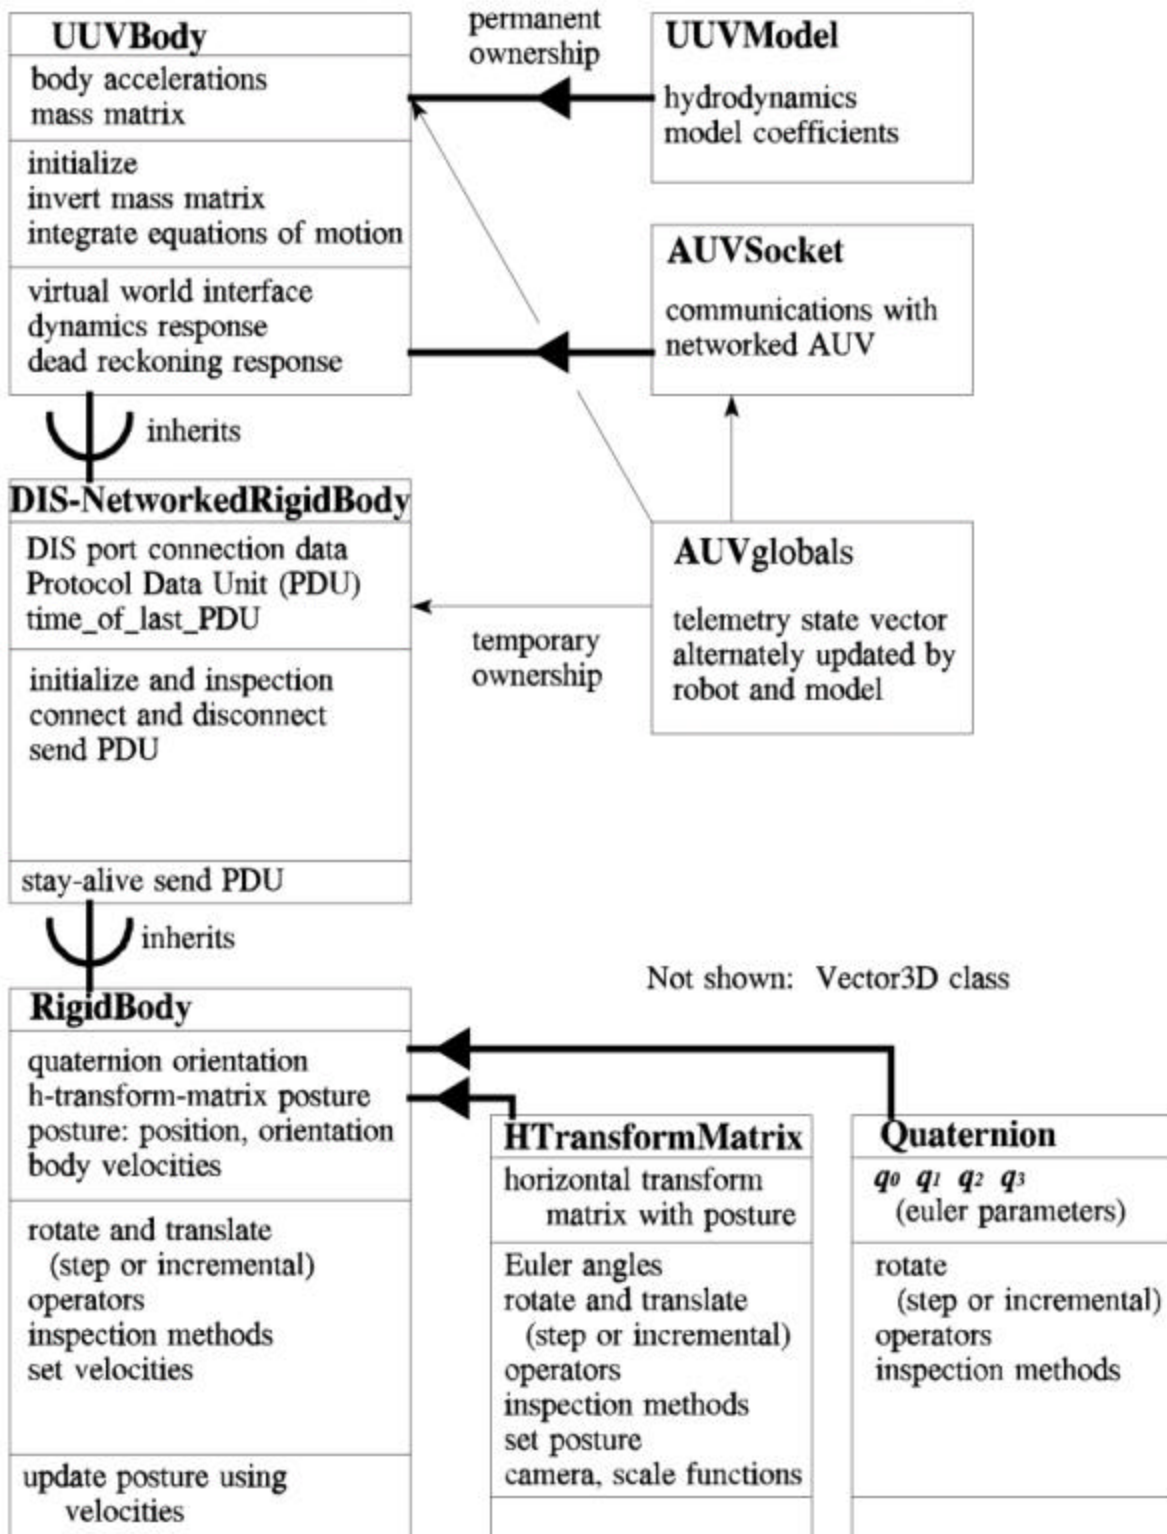 UUVBody
body accelerations
mass matrix
initialize
invert mass matrix
integrate equations of motion
virtual world interface
dynamics response
dead reckoning response
permanent
ownership
UUVModel
hydrodynamics
model coefficients
AUVSocket
communications with
networked AUV
inherits
DIS-NetworkedRigidBody
DIS port connection data
Protocol Data Unit (PDU)
time_of_last_PDU
initialize and inspection
connect and disconnect
send PDU
stay-alive send PDU
temporary
ownership
AUVglobals
telemetry state vector
alternately updated by
robot and model
inherits
Not shown: Vector3D class
RigidBody
quaternion orientation
h-transform-matrix posture
posture: position, orientation
body velocities
rotate and translate
(step or incremental)
operators
inspection methods
set velocities
update posture using
velocities
HTransformMatrix
horizontal transform
matrix with posture
Euler angles
rotate and translate
(step or incremental)
operators
inspection methods
set posture
camera, scale functions
Quaternion
q0 q1 q2 q3
(euler parameters)
rotate
(step or incremental)
operators
inspection methods